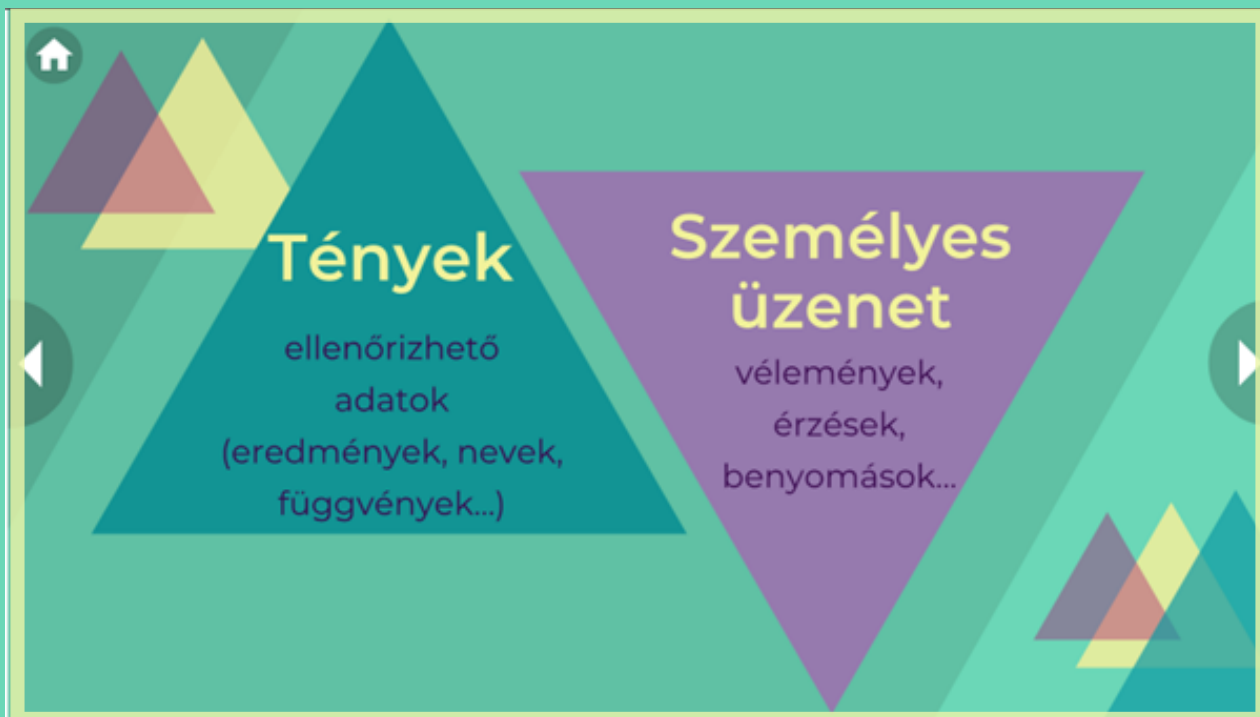 Tények
ellenőrizhető
adatok
(eredmények, nevek,
függvények...)
Személyes
üzenet
vélemények,
érzések,
benyomások...